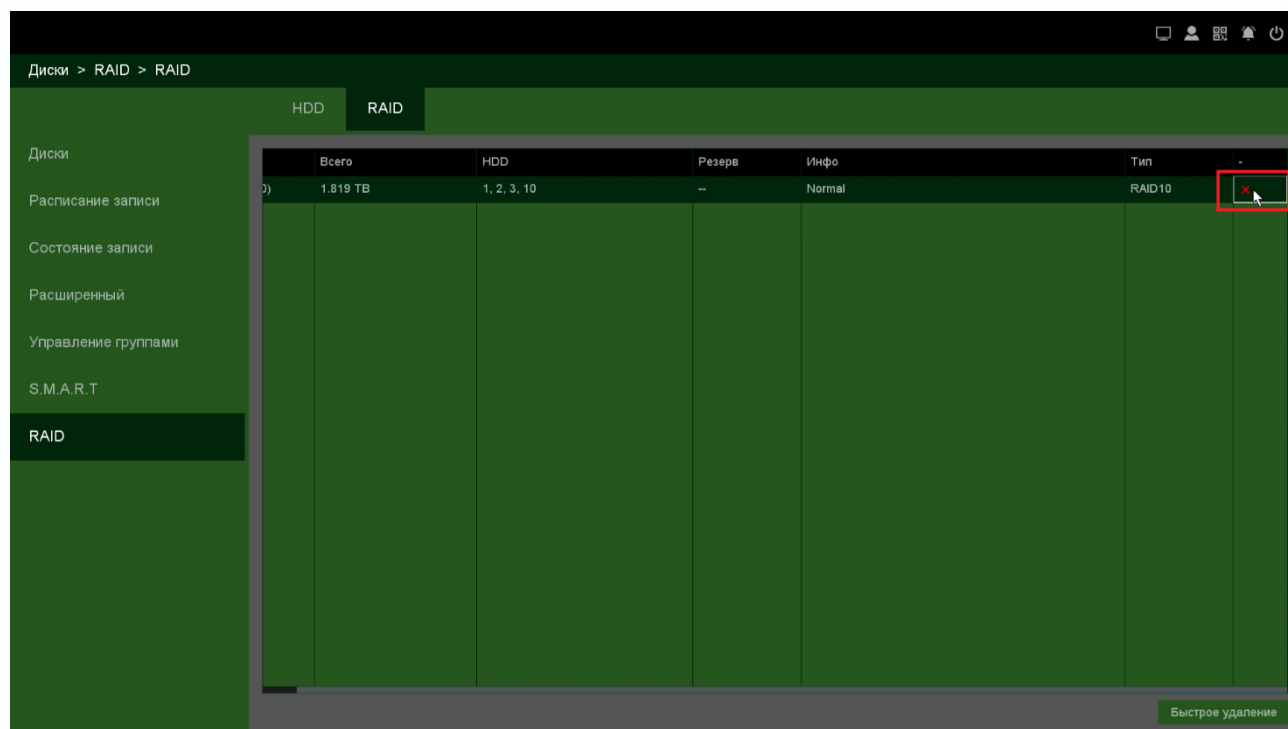 Диски > RAID > RAID
HDD RAID
Диски
Расписание записи
Состояние записи
Расширенный
Управление группами
S.M.A.R.T
RAID
Всего HDD Резерв Инфо Тип -
0) 1.819 TB 1, 2, 3, 10 -- Normal RAID10
Быстрое удаление